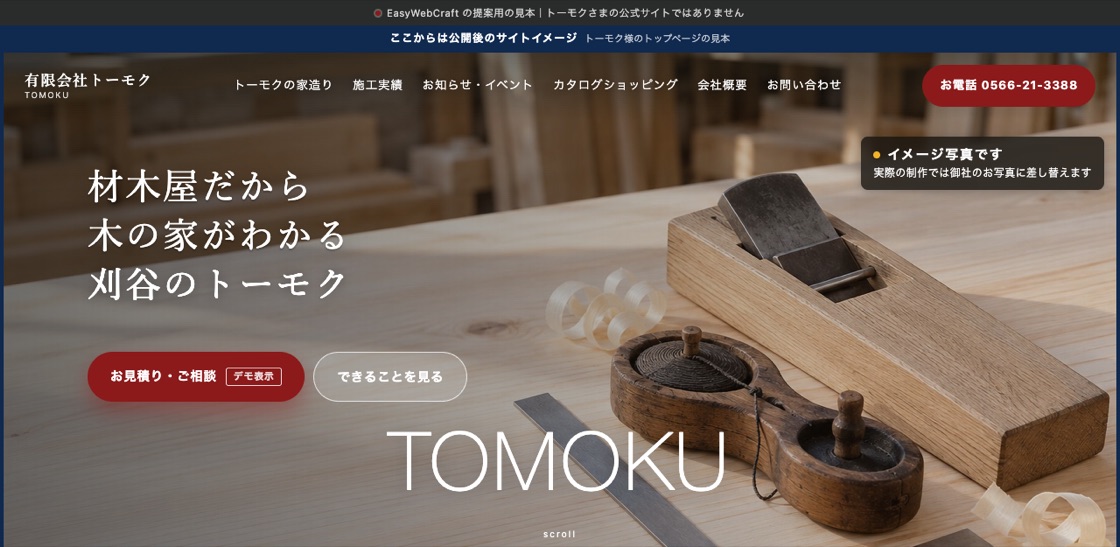 EasyWebCraft の提案用の見本｜トーモクさまの公式サイトではありません
ここからは公開後のサイトイメージ トーモク様のトップページの見本
有限会社トーモク
TOMOKU
トーモクの家造り 施工実績 お知らせ・イベント カタログショッピング 会社概要 お問い合わせ
お電話 0566-21-3388
イメージ写真です
実際の制作では御社のお写真に差し替えます
材木屋だから
木の家がわかる
刈谷のトーモク
お見積り・ご相談 デモ表示 できることを見る
TOMOKU
scroll